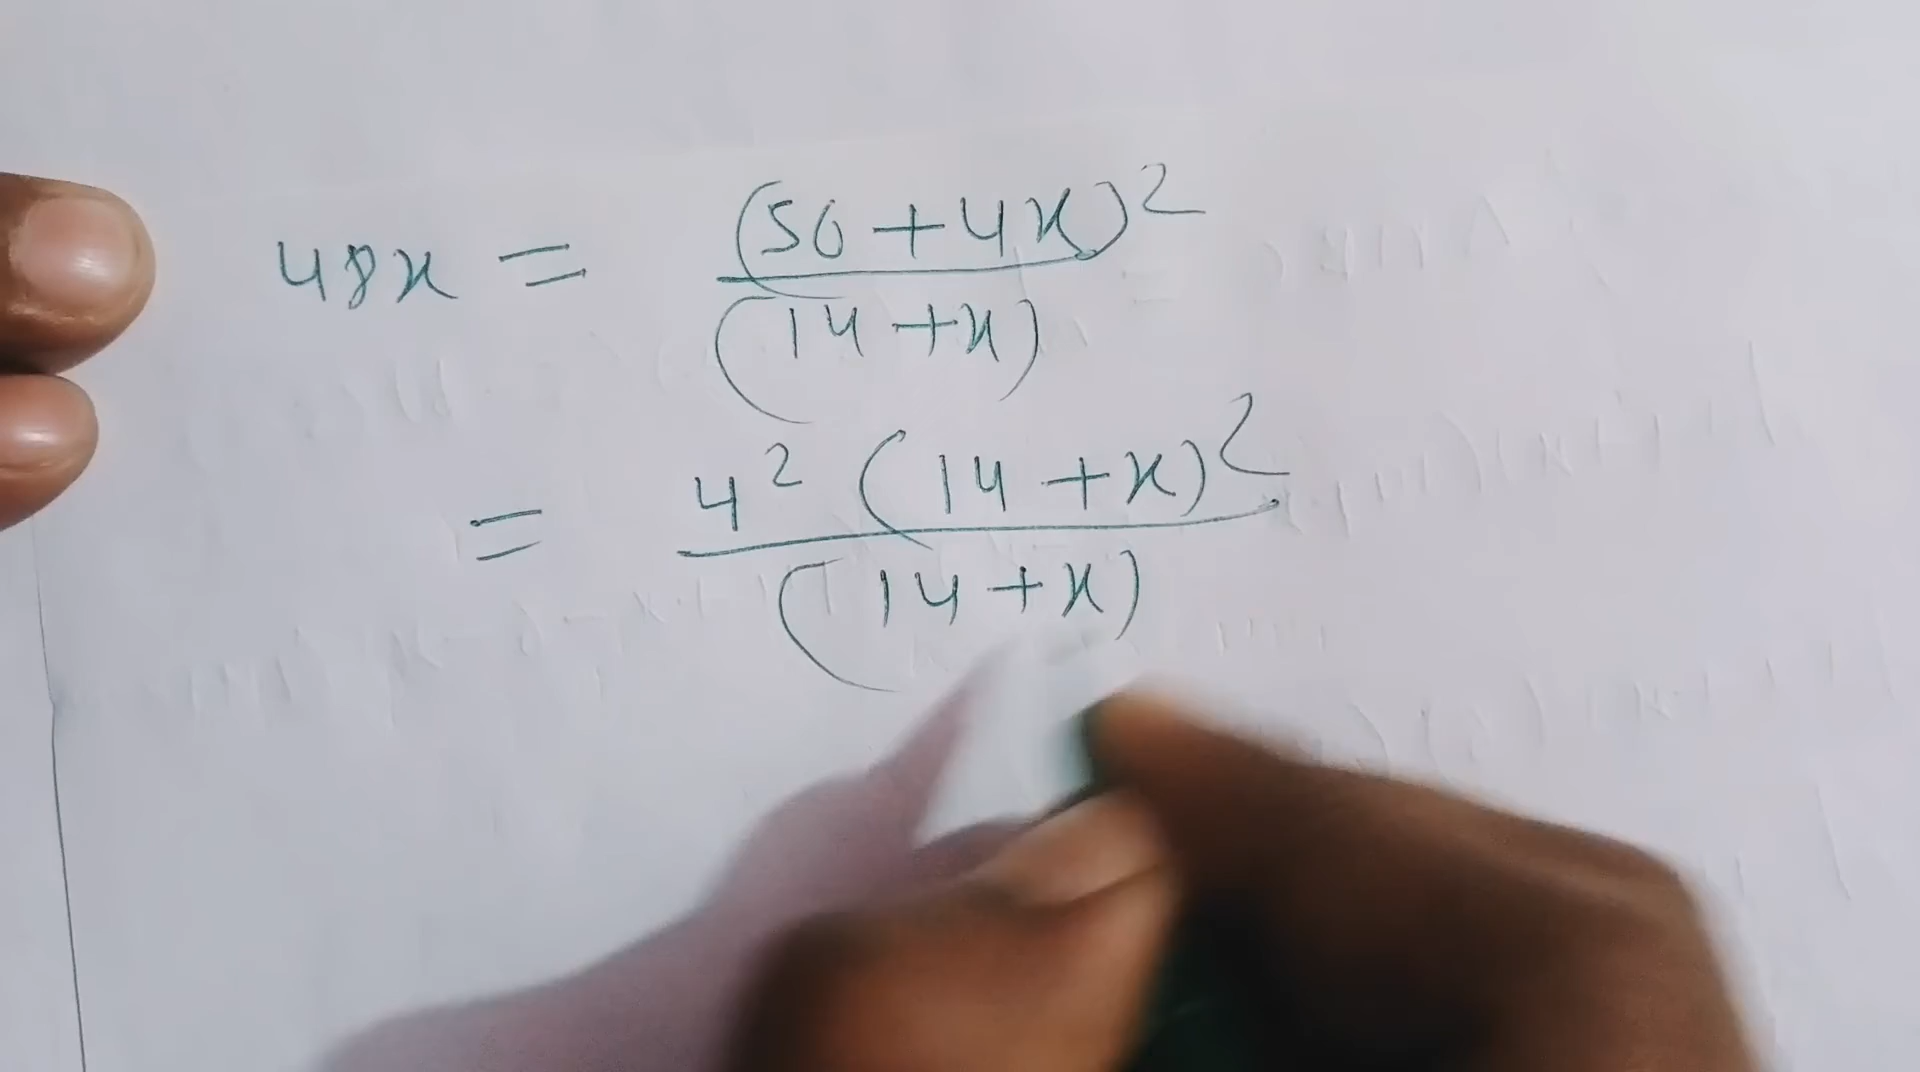 48x = (56+4x)²
(14+x)
= 4² (14+x)²
(14+x)